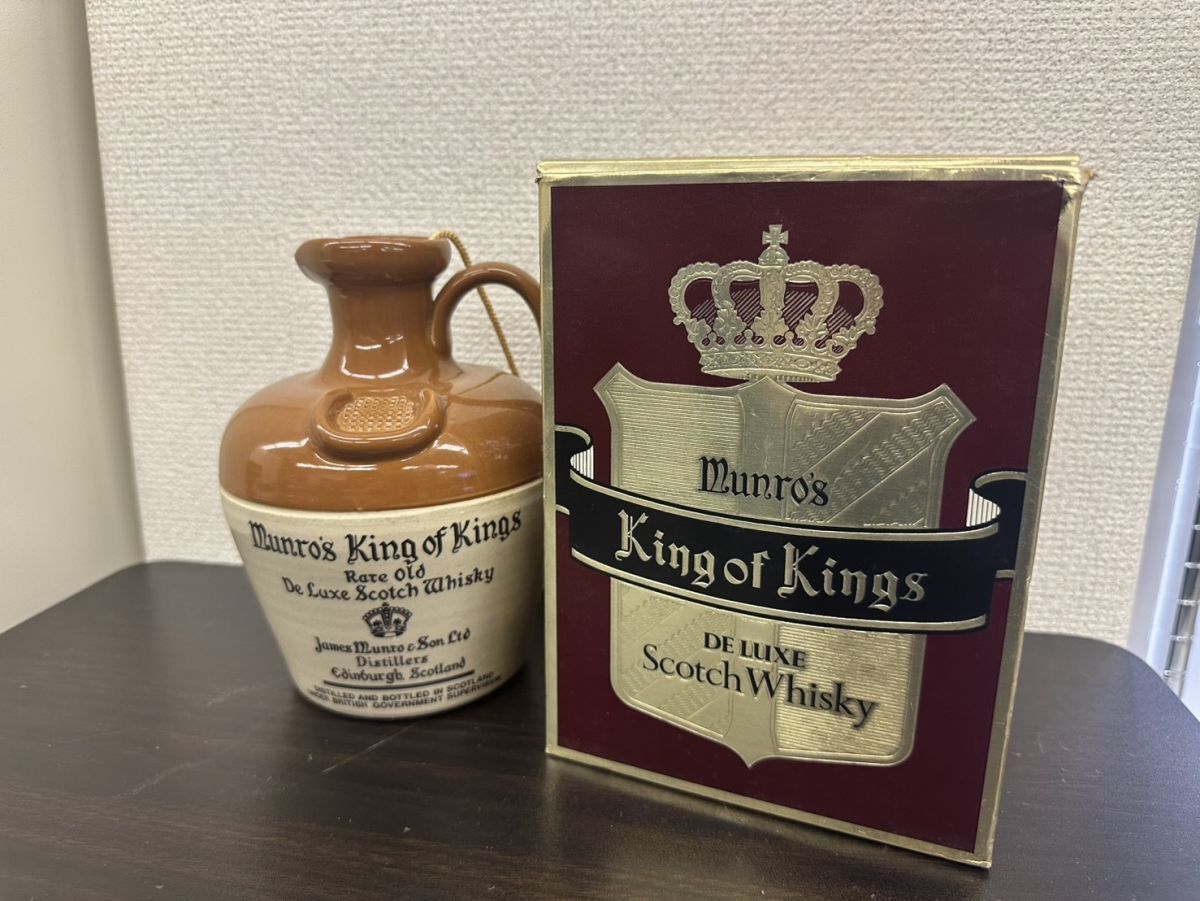 Munro's King of Kings
Rare Old
De Luxe Scotch Whisky
James Munro & Son Ltd
Distillers
Edinburgh, Scotland
DISTILLED AND BOTTLED IN SCOTLAND
UNDER BRITISH GOVERNMENT SUPERVISION
Munro's
King of Kings
DE LUXE
Scotch Whisky